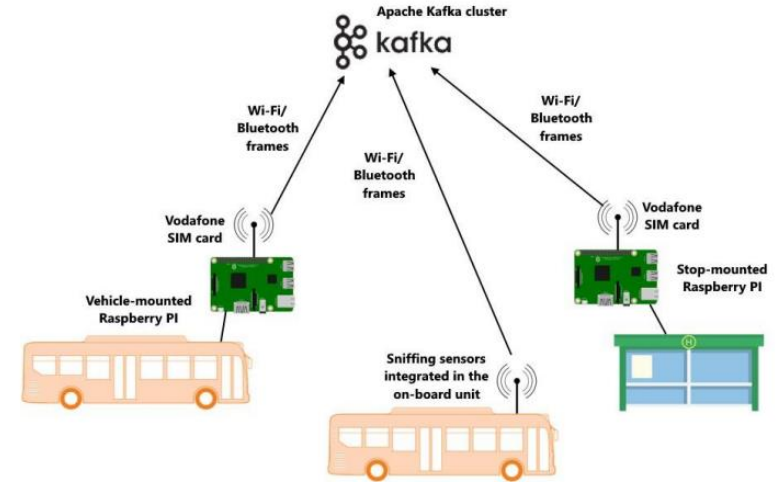 Apache Kafka cluster
kafka
Wi-Fi/
Bluetooth
frames
Wi-Fi/
Bluetooth
frames
Wi-Fi/
Bluetooth
frames
Vodafone
SIM card
Vodafone
SIM card
Vehicle-mounted
Raspberry PI
Stop-mounted
Raspberry PI
Sniffing sensors
integrated in the
on-board unit
H